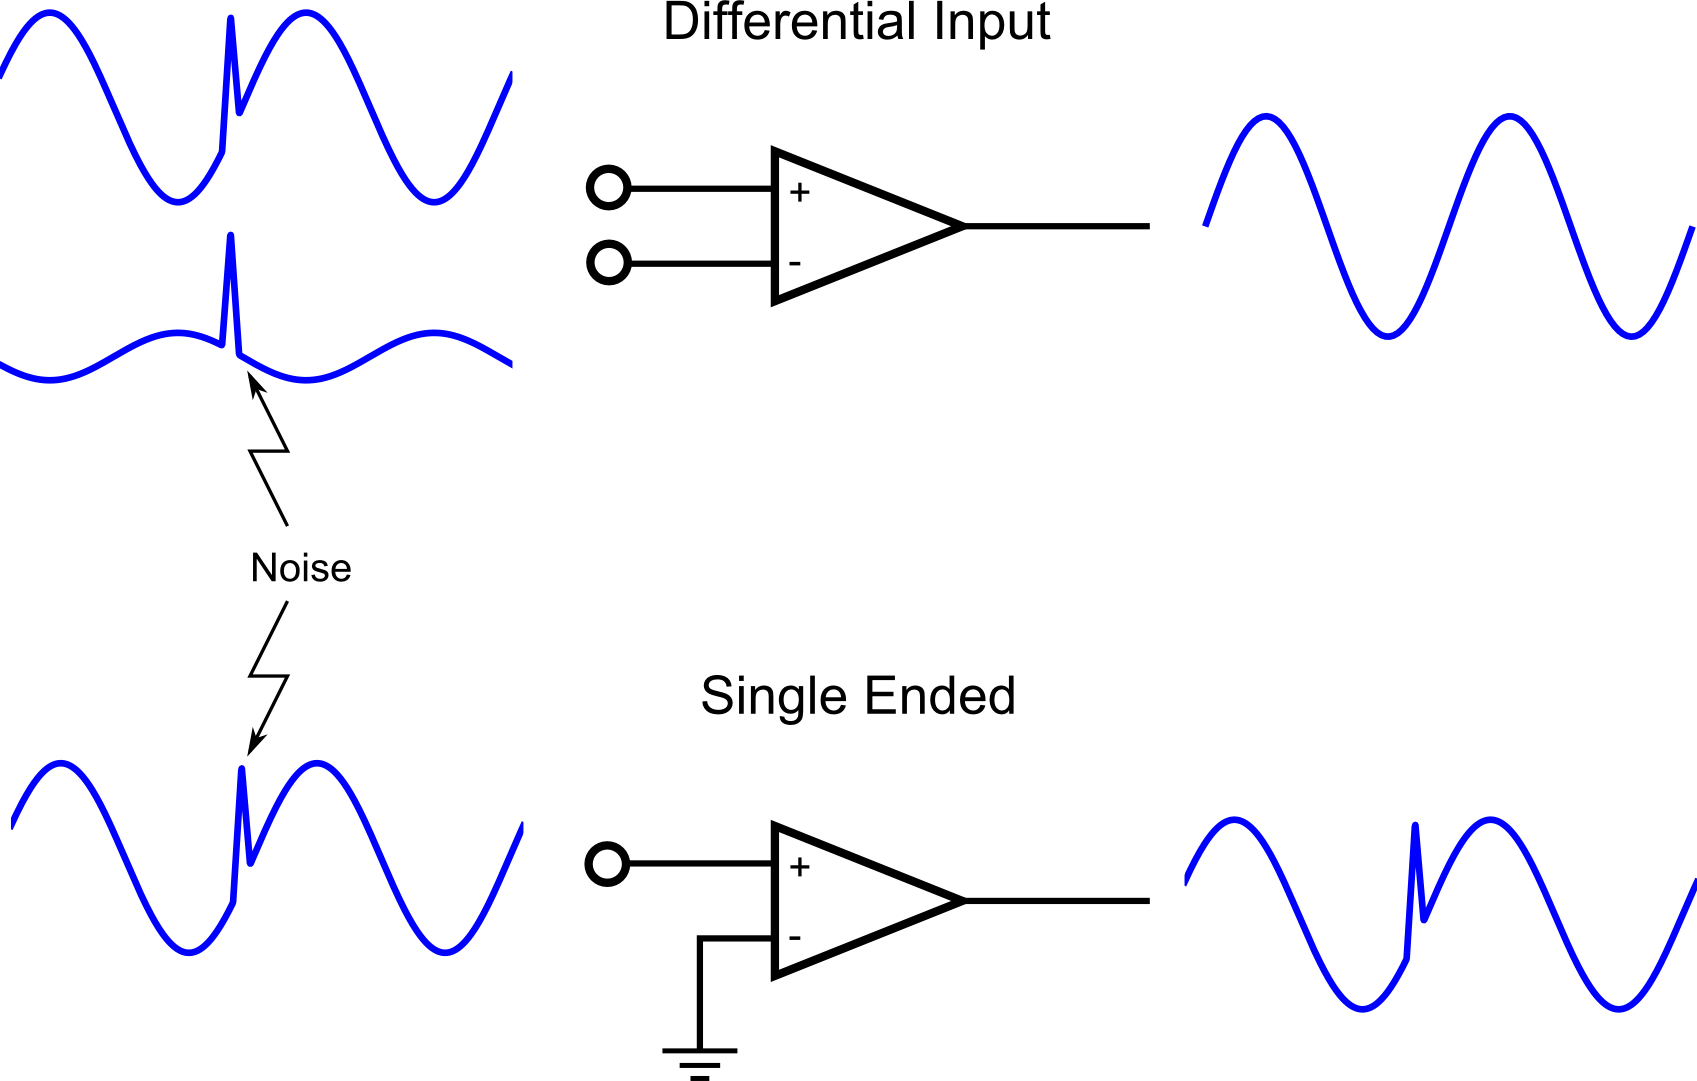 Differential Input
+
-
Noise
Single Ended
+
-